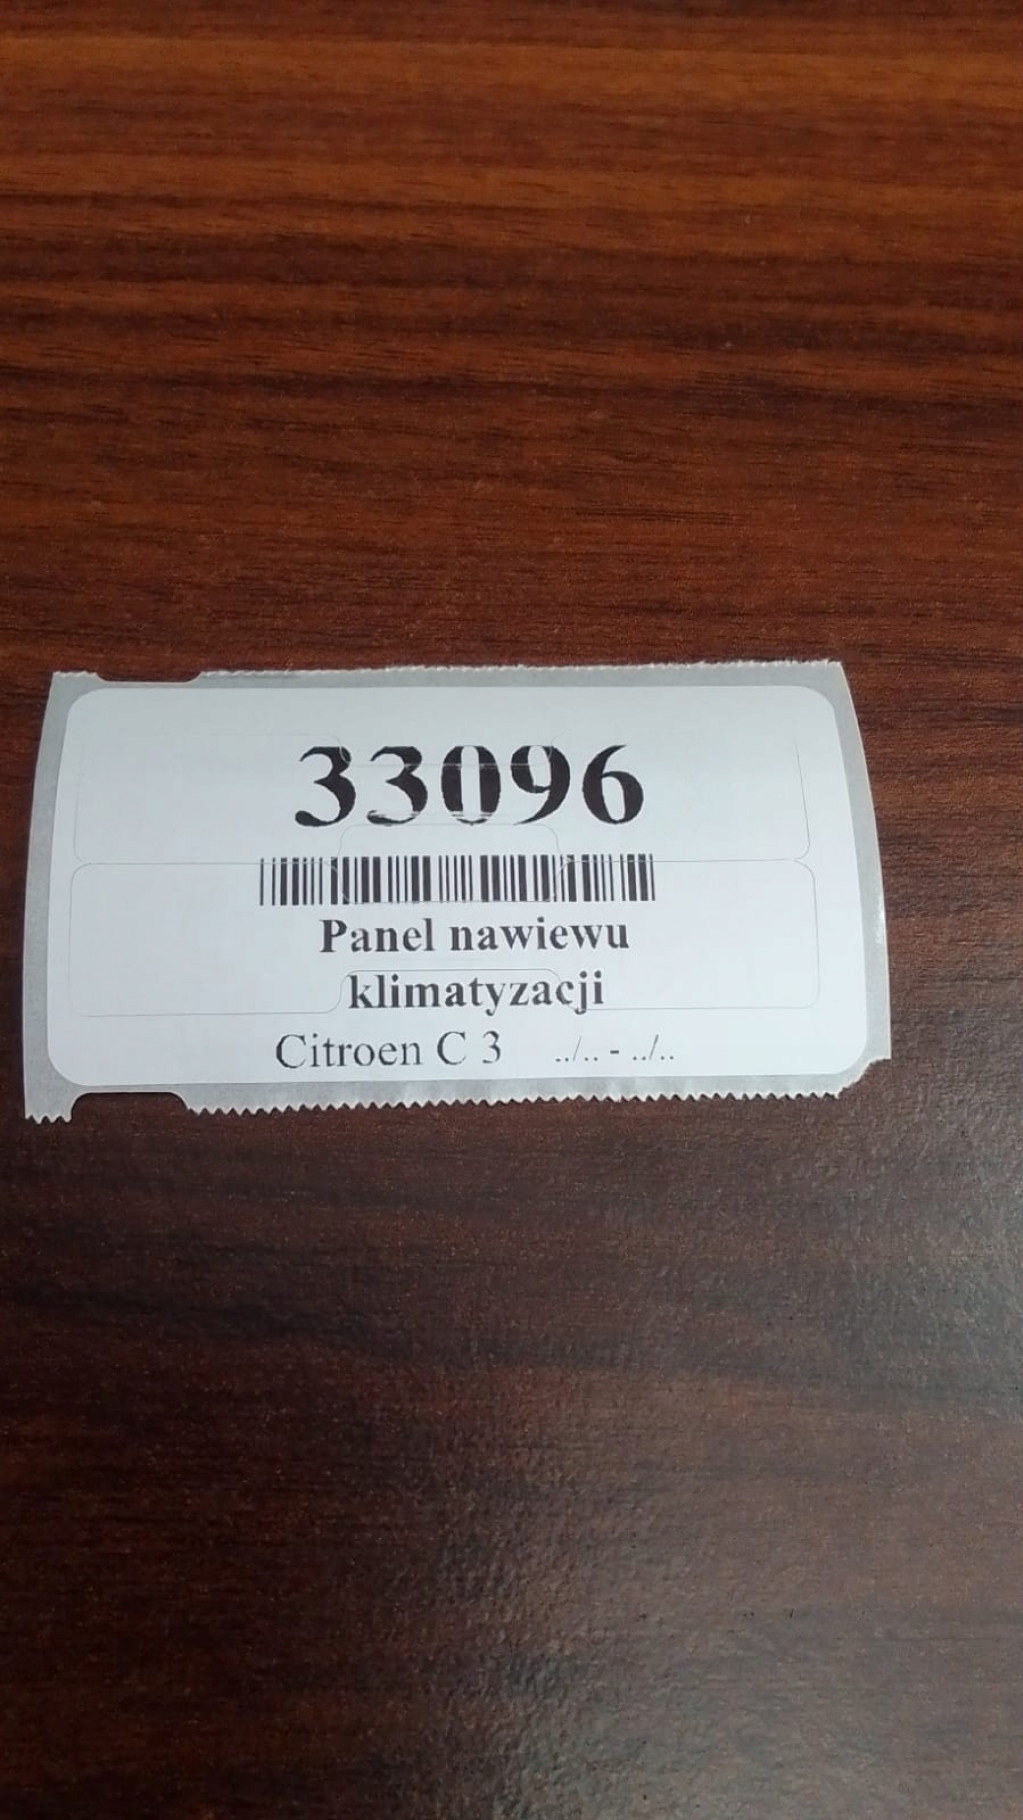 33096
Panel nawiewu
klimatyzacji
Citroen C 3 ../.. - ../..